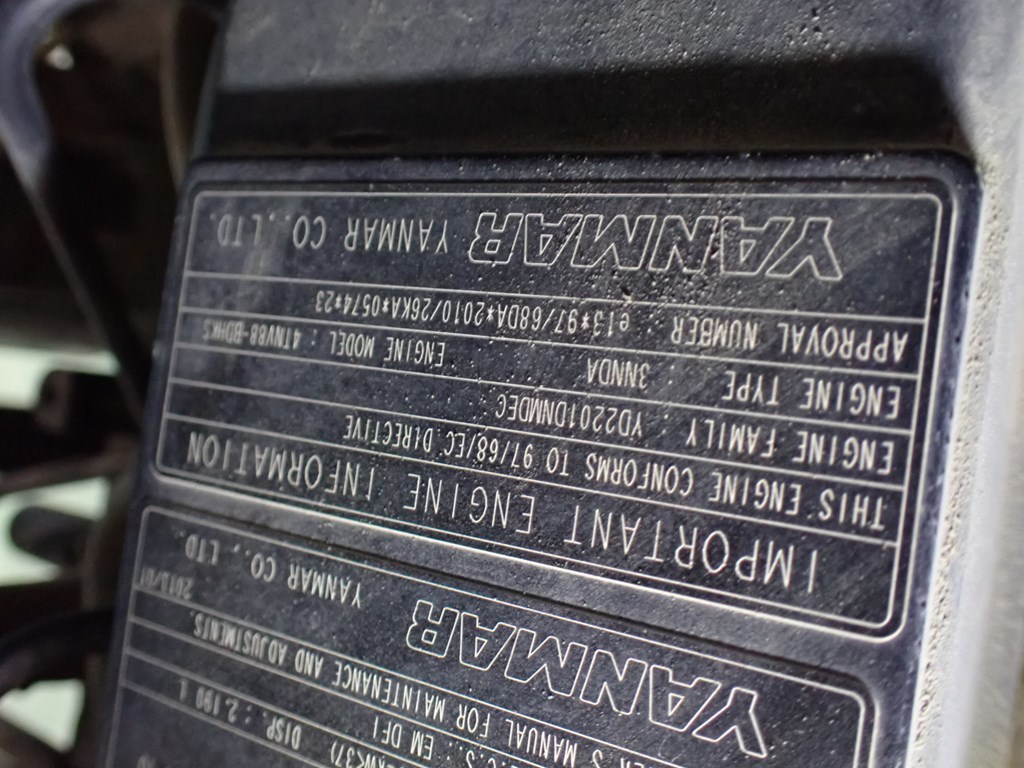 DISP. : 2.190 L
EM DFI
MANUAL FOR MAINTENANCE AND ADJUSTMENTS
YANMAR YANMAR CO., LTD.
IMPORTANT ENGINE INFORMATION
THIS ENGINE CONFORMS TO 97/68/EC DIRECTIVE
ENGINE FAMILY : YD2201DNMDEC
ENGINE TYPE : 3NNDA ENGINE MODEL : 4TNV88-BDHKS
APPROVAL NUMBER : e13*97/68DA*2010/26KA*0574*23
YANMAR YANMAR CO., LTD.